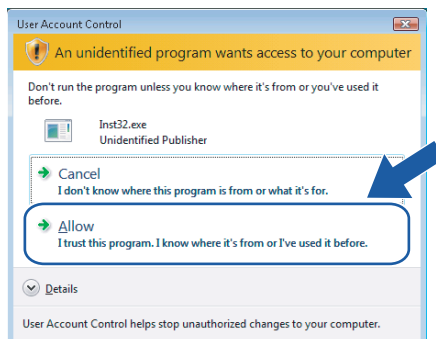 User Account Control
An unidentified program wants access to your computer
Don't run the program unless you know where it's from or you've used it
before.
Inst32.exe
Unidentified Publisher
Cancel
I don't know where this program is from or what it's for.
Allow
I trust this program. I know where it's from or I've used it before.
Details
User Account Control helps stop unauthorized changes to your computer.